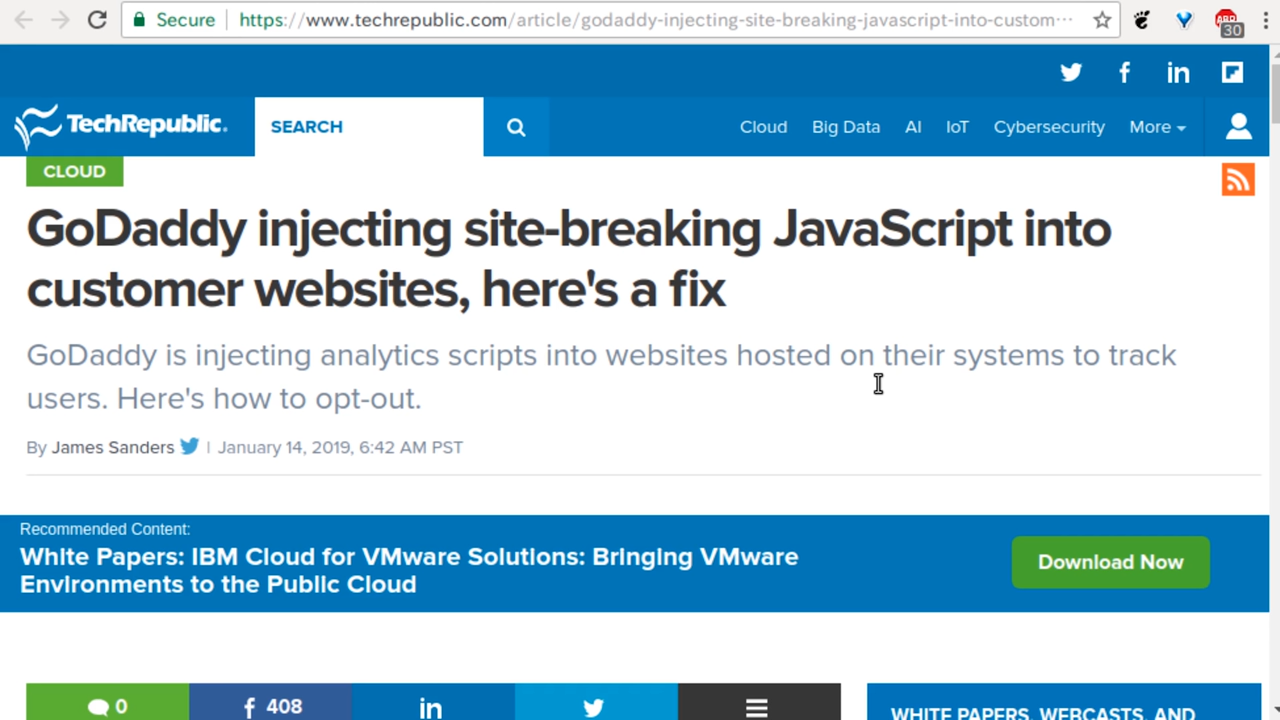 Secure
https://www.techrepublic.com/article/godaddy-injecting-site-breaking-javascript-into-custom...
ABP
30
TechRepublic.
SEARCH
Cloud
Big Data
AI
IoT
Cybersecurity
More
CLOUD
GoDaddy injecting site-breaking JavaScript into
customer websites, here's a fix
GoDaddy is injecting analytics scripts into websites hosted on their systems to track
users. Here's how to opt-out.
By James Sanders | January 14, 2019, 6:42 AM PST
Recommended Content:
White Papers: IBM Cloud for VMware Solutions: Bringing VMware
Environments to the Public Cloud
Download Now
0
408
WHITE PAPERS, WEBCASTS, AND